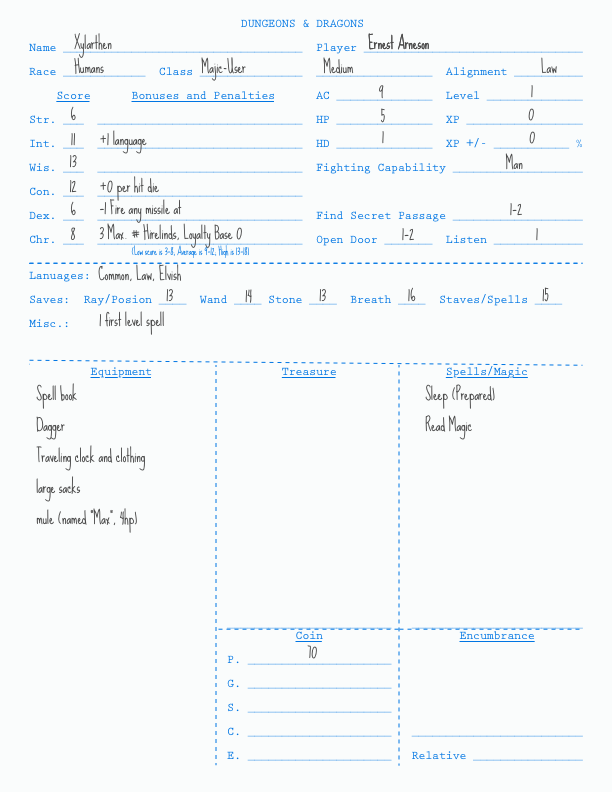 DUNGEONS & DRAGONS
Name Xylarthen Player Ernest Arneson
Race Humans Class Majic-User Medium Alignment Law
Score Bonuses and Penalties AC 9 Level 1
Str. 6 HP 5 XP 0
Int. 11 +1 language HD 1 XP +/- 0 %
Wis. 13 Fighting Capability Man
Con. 12 +0 per hit die
Dex. 6 -1 Fire any missile at Find Secret Passage 1-2
Chr. 8 3 Max. # Hirelinds, Loyalty Base 0 Open Door 1-2 Listen 1
(Low score is 3-8, Average is 9-12, High is 13-18)
Lanuages: Common, Law, Elvish
Saves: Ray/Posion 13 Wand 14 Stone 13 Breath 16 Staves/Spells 15
Misc.: 1 first level spell
Equipment Treasure Spells/Magic
Spell book Sleep (Prepared)
Dagger Read Magic
Traveling clock and clothing
large sacks
mule (named "Max", 4hp)
Coin Encumbrance
P. 70
G.
S.
C.
E. Relative